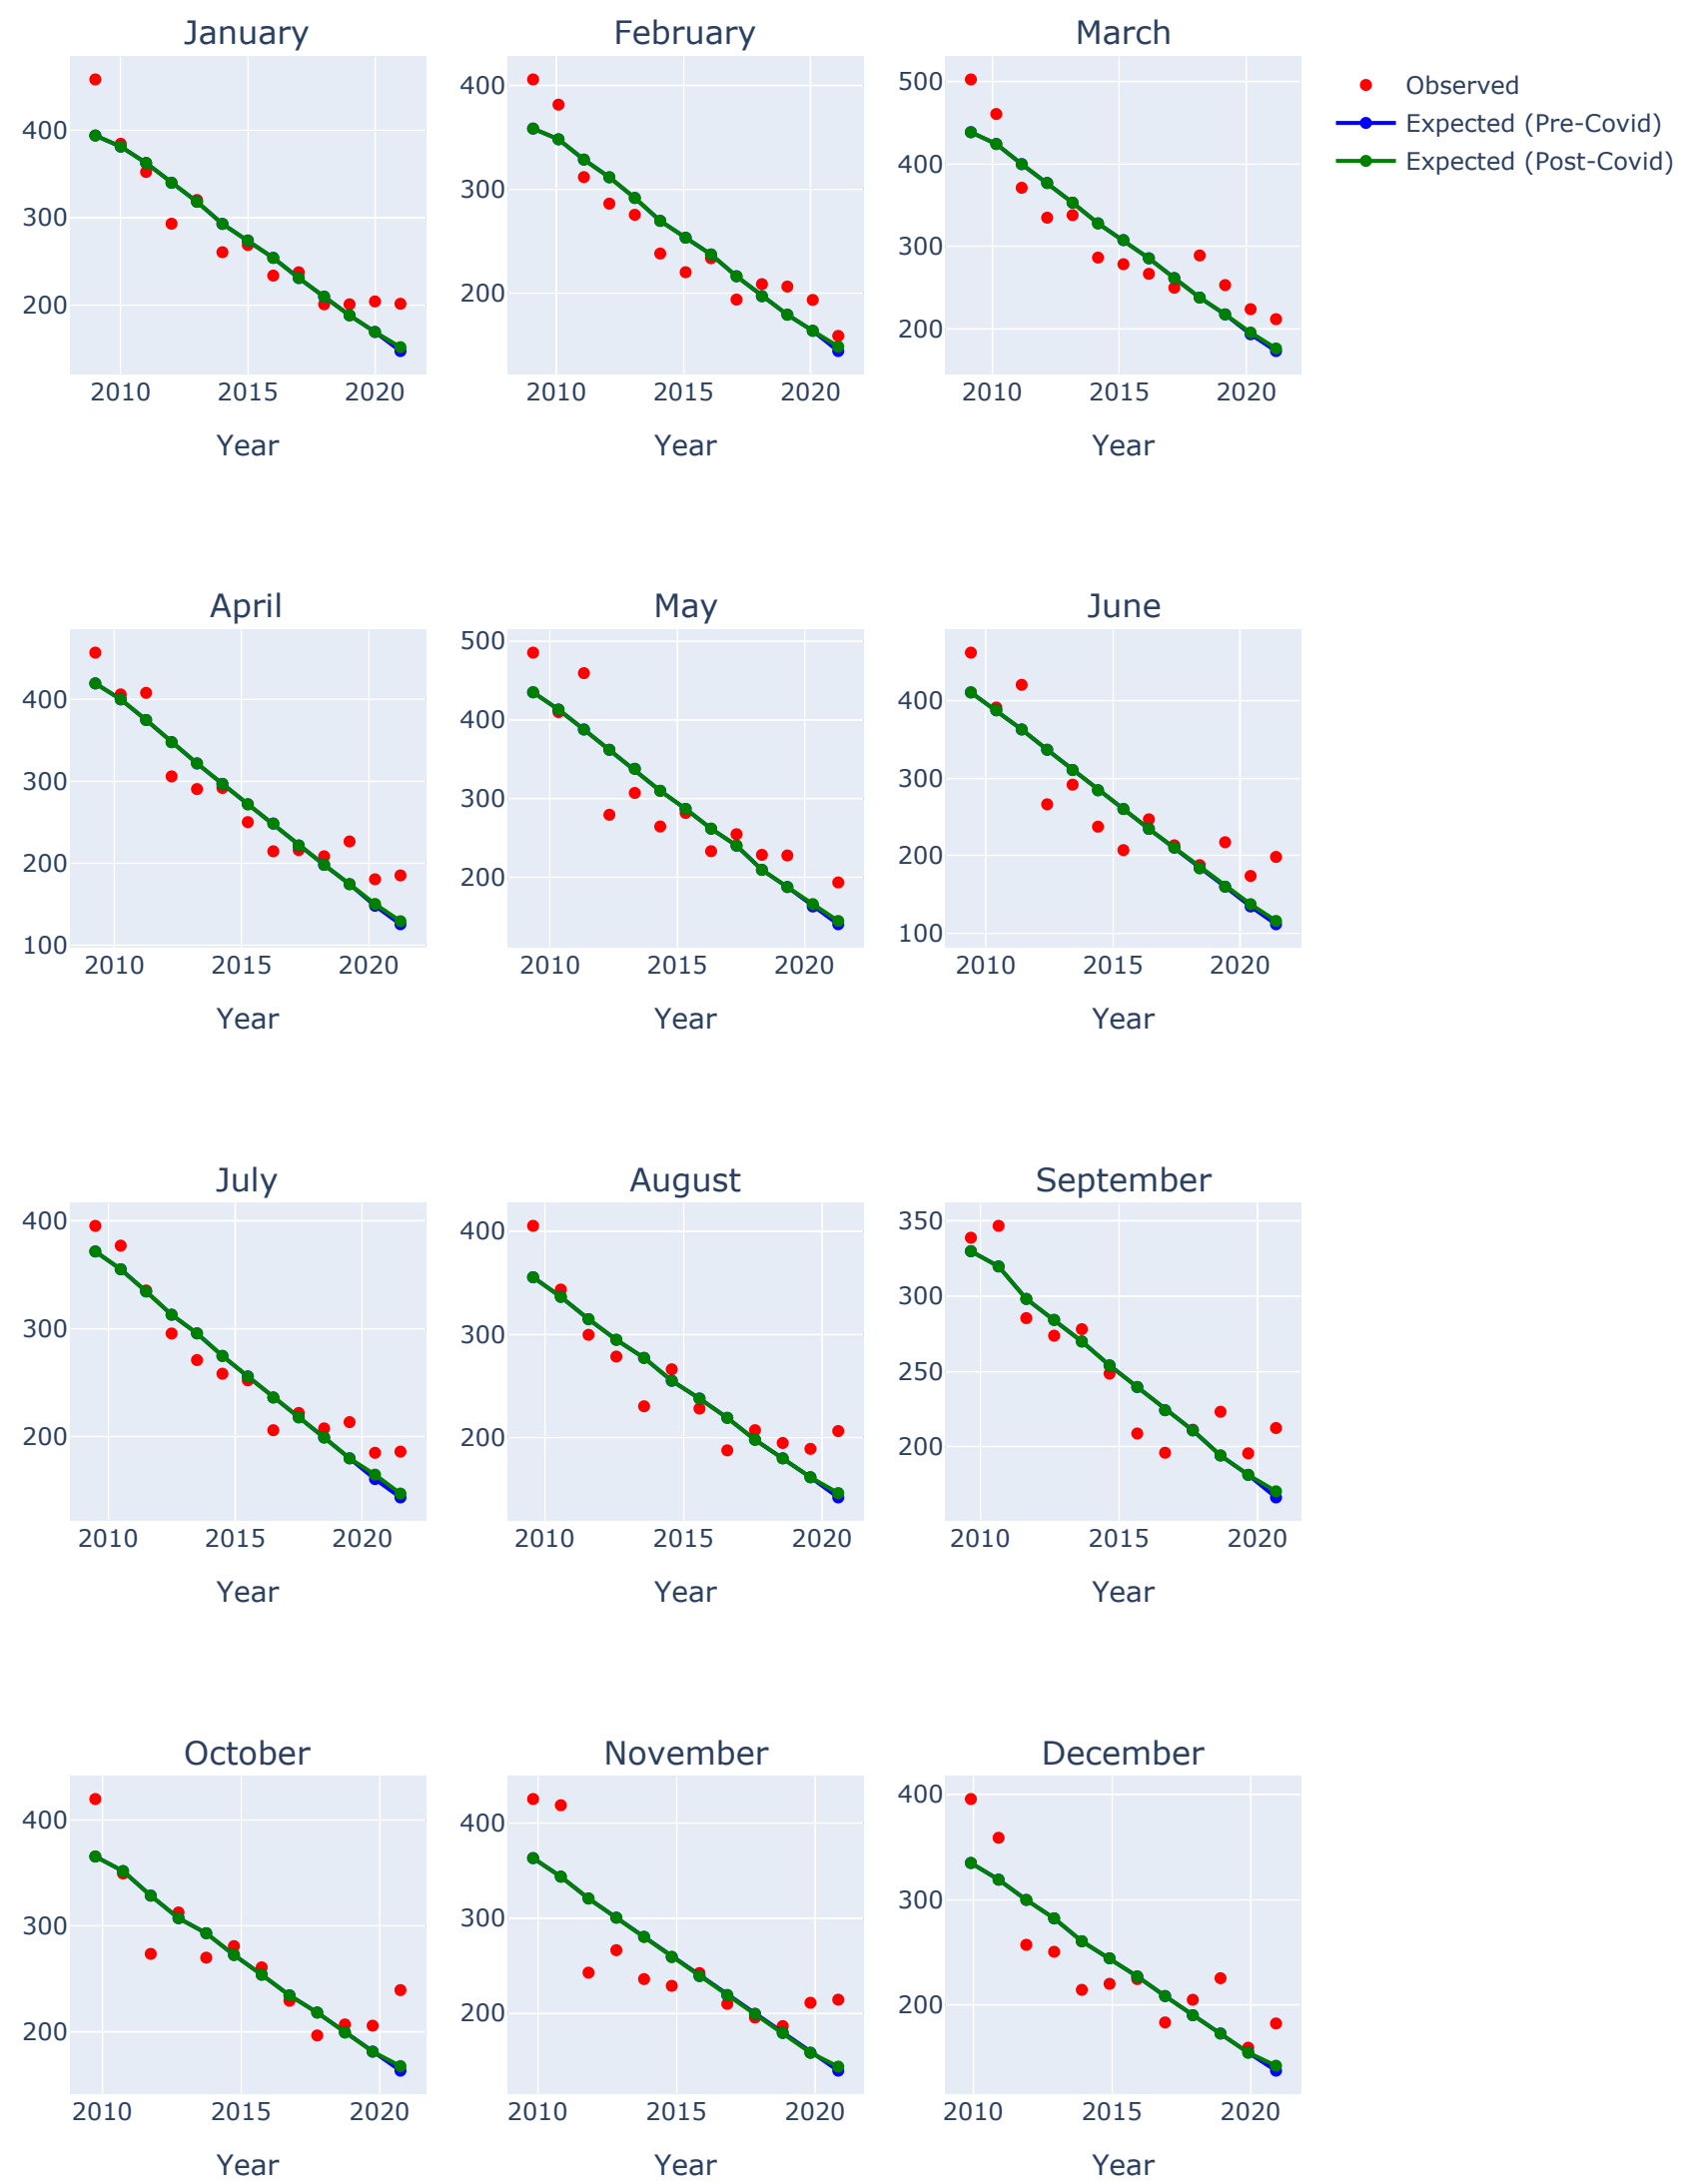 January
February
March
Observed
Expected (Pre-Covid)
Expected (Post-Covid)
400
300
200
2010 2015 2020
Year
400
300
200
2010 2015 2020
Year
500
400
300
200
2010 2015 2020
Year
April
May
June
400
300
200
100
2010 2015 2020
Year
500
400
300
200
2010 2015 2020
Year
400
300
200
100
2010 2015 2020
Year
July
August
September
400
300
200
2010 2015 2020
Year
400
300
200
2010 2015 2020
Year
350
300
250
200
2010 2015 2020
Year
October
November
December
400
300
200
2010 2015 2020
Year
400
300
200
2010 2015 2020
Year
400
300
200
2010 2015 2020
Year